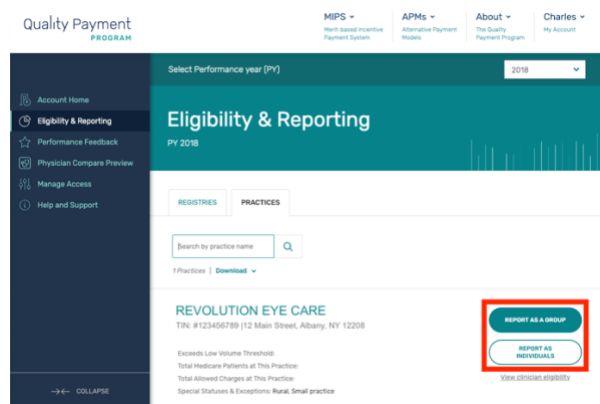 Quality Payment
PROGRAM
MIPS
Merit-based Incentive
Payment System
APMs
Alternative Payment
Models
About
The Quality
Payment Program
Charles
My Account
Select Performance year (PY)
2018
Account Home
Eligibility & Reporting
Performance Feedback
Physician Compare Preview
Manage Access
Help and Support
COLLAPSE
Eligibility & Reporting
PY 2018
REGISTRIES
PRACTICES
Search by practice name
1 Practices | Download
REVOLUTION EYE CARE
TIN: #123456789 |12 Main Street, Albany, NY 12208
Exceeds Low Volume Threshold:
Total Medicare Patients at This Practice:
Total Allowed Charges at This Practice:
Special Statuses & Exceptions: Rural, Small practice
REPORT AS A GROUP
REPORT AS
INDIVIDUALS
View clinician eligibility